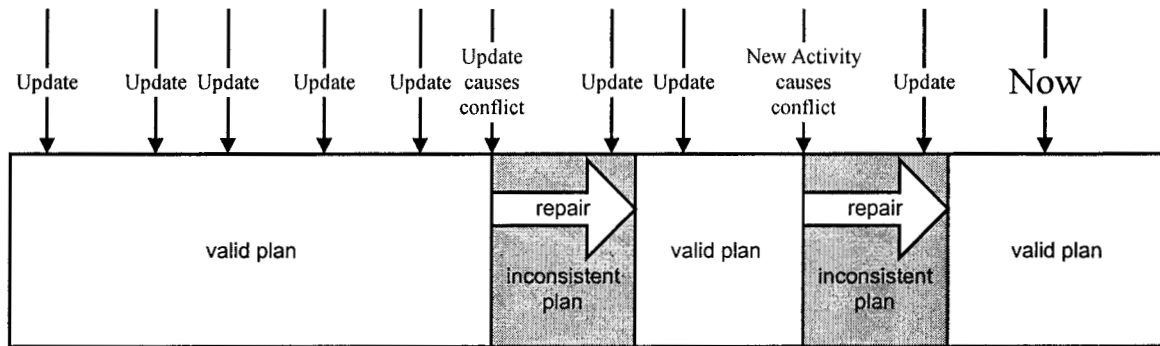 Update
Update
Update
Update
Update
Update
causes
conflict
Update
Update
New Activity
causes
conflict
Update
Now
valid plan
repair
inconsistent
plan
valid plan
repair
inconsistent
plan
valid plan